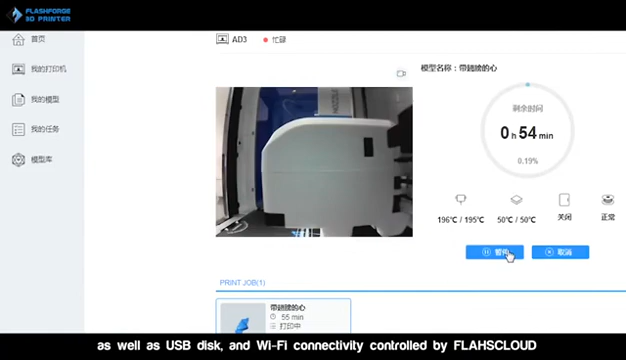 FLASHFORGE
3D PRINTER
首页
我的打印机
我的模型
我的任务
模型库
AD3 忙碌
模型名称：带翅膀的心
NOZZLE
剩余时间
0 h 54 min
0.19%
196℃ / 195℃ 50℃ / 50℃ 关闭 正常
暂停 取消
PRINT JOB(1)
带翅膀的心
55 min
打印中
as well as USB disk, and Wi-Fi connectivity controlled by FLAHSCLOUD